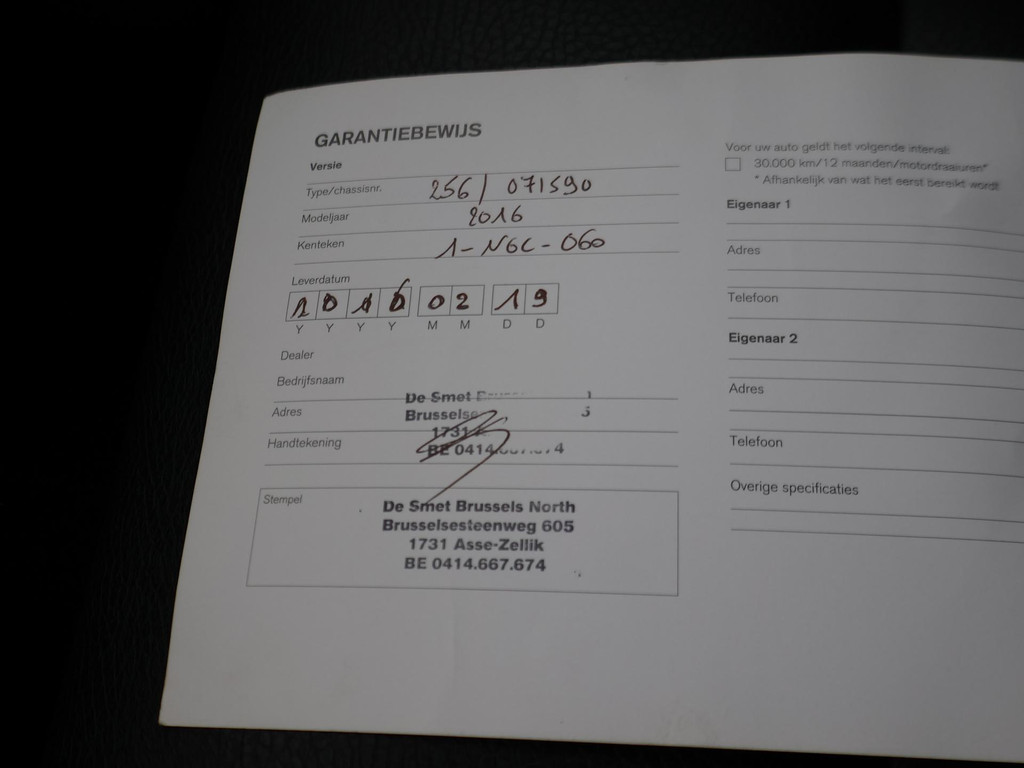 GARANTIEBEWIJS
Versie
Type/chassisnr. 256 / 071590
Modeljaar 2016
Kenteken 1-NGC-060
Leverdatum
2016 02 19
Y Y Y Y M M D D
Dealer
Bedrijfsnaam
De Smet
Adres Brussels
1731
Handtekening BE 0414. 4
Stempel
De Smet Brussels North
Brusselsesteenweg 605
1731 Asse-Zellik
BE 0414.667.674
Voor uw auto geldt het volgende interval:
30.000 km/12 maanden/motordraaiuren*
* Afhankelijk van wat het eerst bereikt wordt
Eigenaar 1
Adres
Telefoon
Eigenaar 2
Adres
Telefoon
Overige specificaties